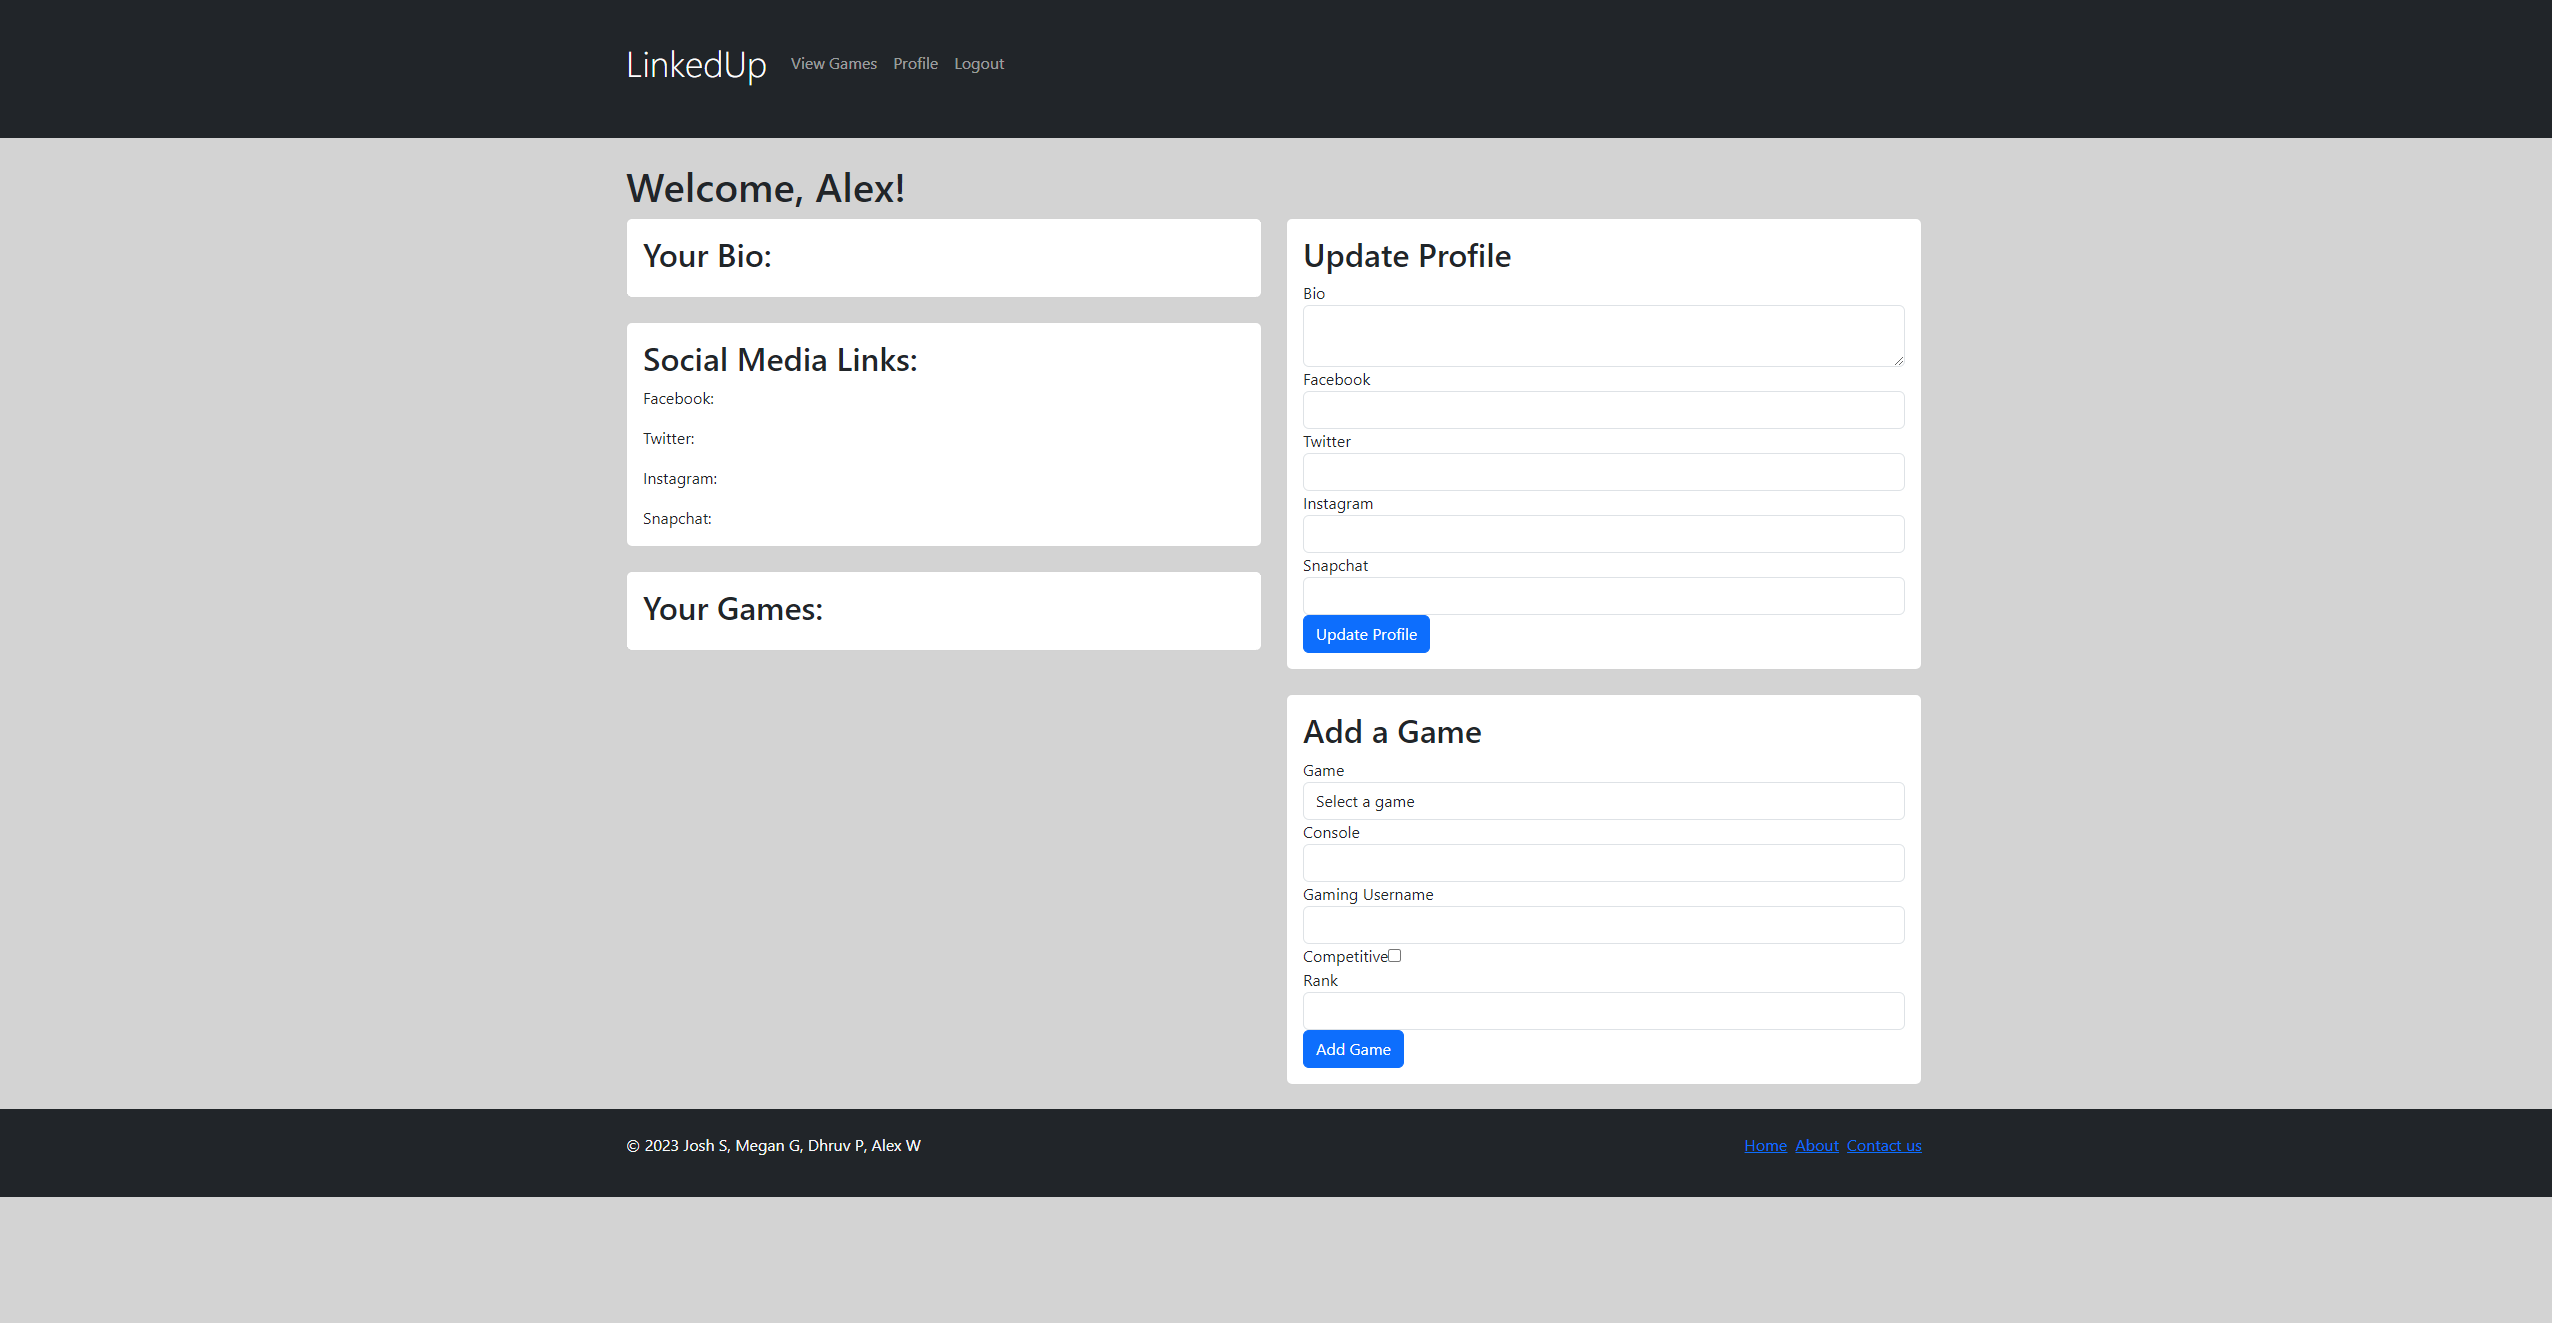 LinkedUp View Games Profile Logout
Welcome, Alex!
Your Bio:
Social Media Links:
Facebook:
Twitter:
Instagram:
Snapchat:
Your Games:
Update Profile
Bio
Facebook
Twitter
Instagram
Snapchat
Update Profile
Add a Game
Game
Select a game
Console
Gaming Username
Competitive
Rank
Add Game
© 2023 Josh S, Megan G, Dhruv P, Alex W
Home About Contact us